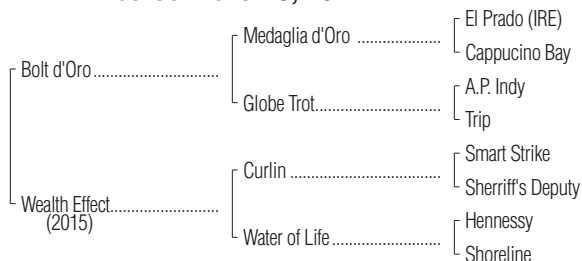 El Prado (IRE)
Medaglia d'Oro
Cappucino Bay
Bolt d'Oro
A.P. Indy
Globe Trot
Trip
Smart Strike
Curlin
Sherriff's Deputy
Wealth Effect
(2015)
Hennessy
Water of Life
Shoreline